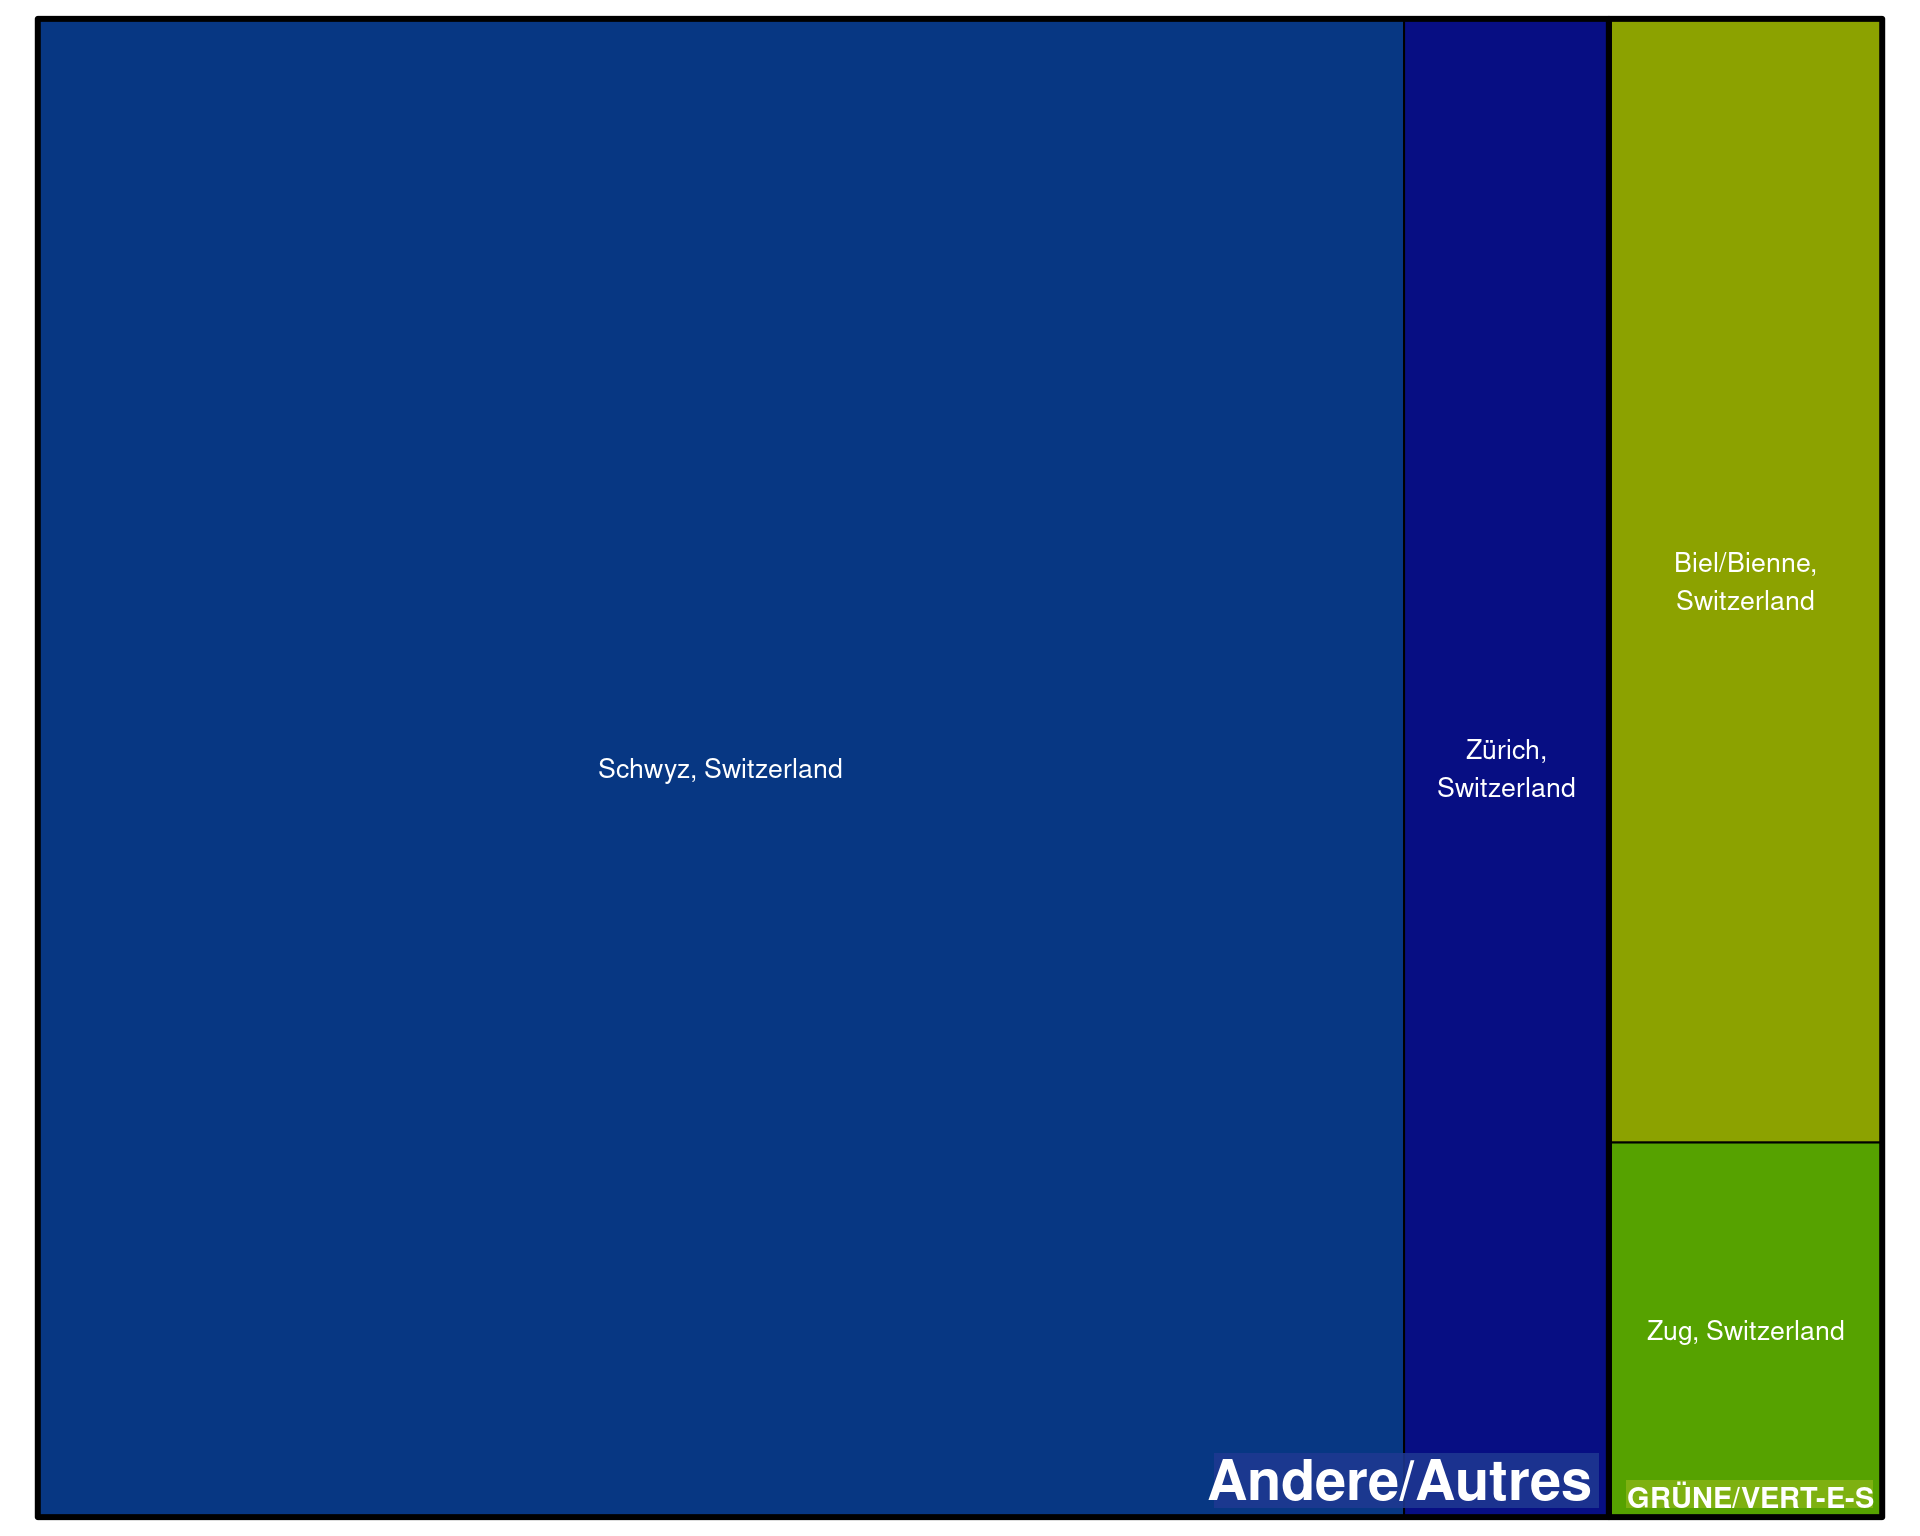 Schwyz, Switzerland
Zürich,
Switzerland
Biel/Bienne,
Switzerland
Zug, Switzerland
Andere/Autres
GRÜNE/VERT-E-S